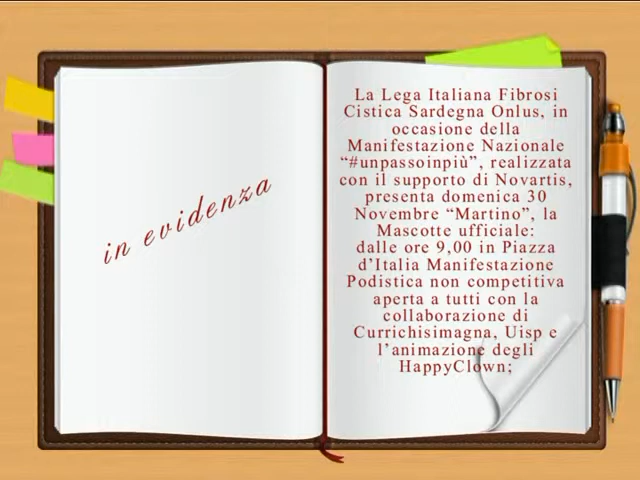 in evidenza
La Lega Italiana Fibrosi
Cistica Sardegna Onlus, in
occasione della
Manifestazione Nazionale
“#unpassoinpiù”, realizzata
con il supporto di Novartis,
presenta domenica 30
Novembre “Martino”, la
Mascotte ufficiale:
dalle ore 9,00 in Piazza
d’Italia Manifestazione
Podistica non competitiva
aperta a tutti con la
collaborazione di
Currichisimagna, Uisp e
l’animazione degli
HappyClown;